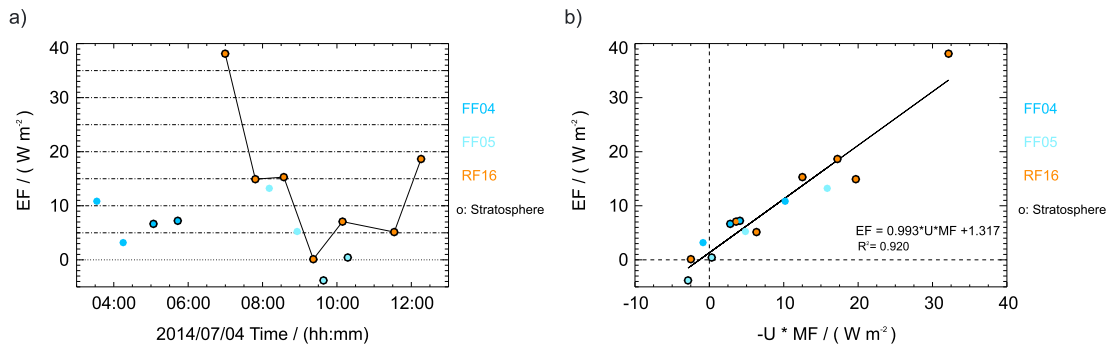 a)
EF / ( W m⁻²)
40
30
20
10
0
04:00 06:00 08:00 10:00 12:00
2014/07/04 Time / (hh:mm)
FF04
FF05
RF16
o: Stratosphere
b)
EF / ( W m⁻²)
40
30
20
10
0
-10 0 10 20 30 40
-U * MF / ( W m⁻²)
EF = 0.993*U*MF +1.317
R²= 0.920
FF04
FF05
RF16
o: Stratosphere